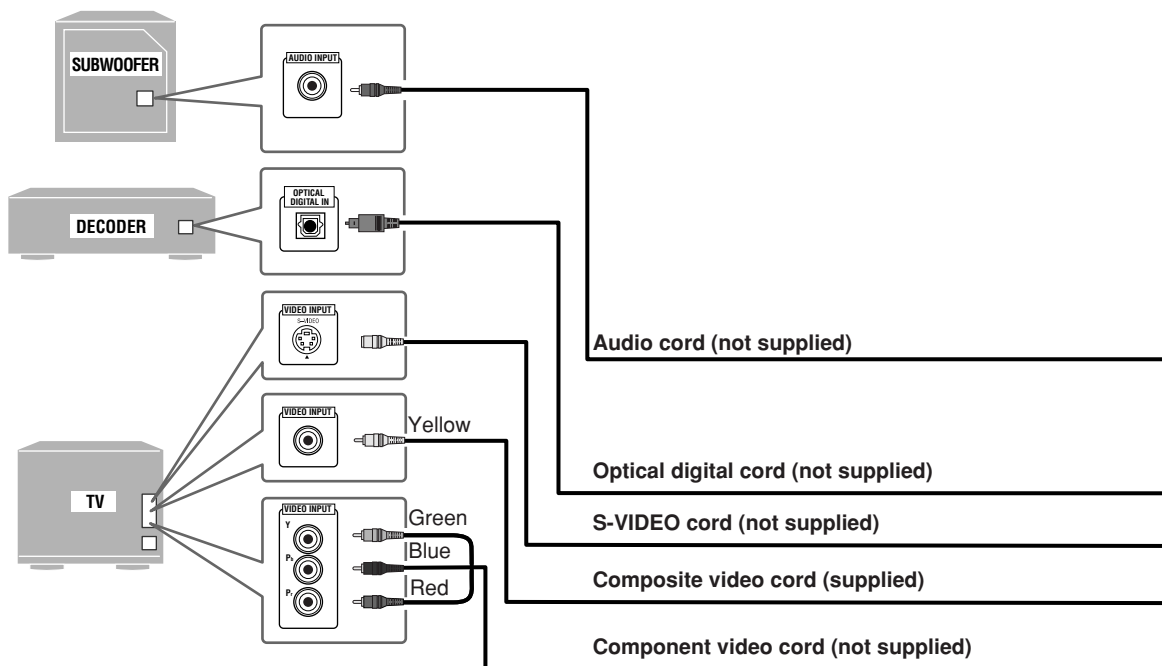 SUBWOOFER
AUDIO INPUT
DECODER
OPTICAL
DIGITAL IN
Audio cord (not supplied)
VIDEO INPUT
S-VIDEO
VIDEO INPUT
Yellow
Optical digital cord (not supplied)
TV
VIDEO INPUT
Y
Green
S-VIDEO cord (not supplied)
Pb
Blue
Composite video cord (supplied)
Pr
Red
Component video cord (not supplied)